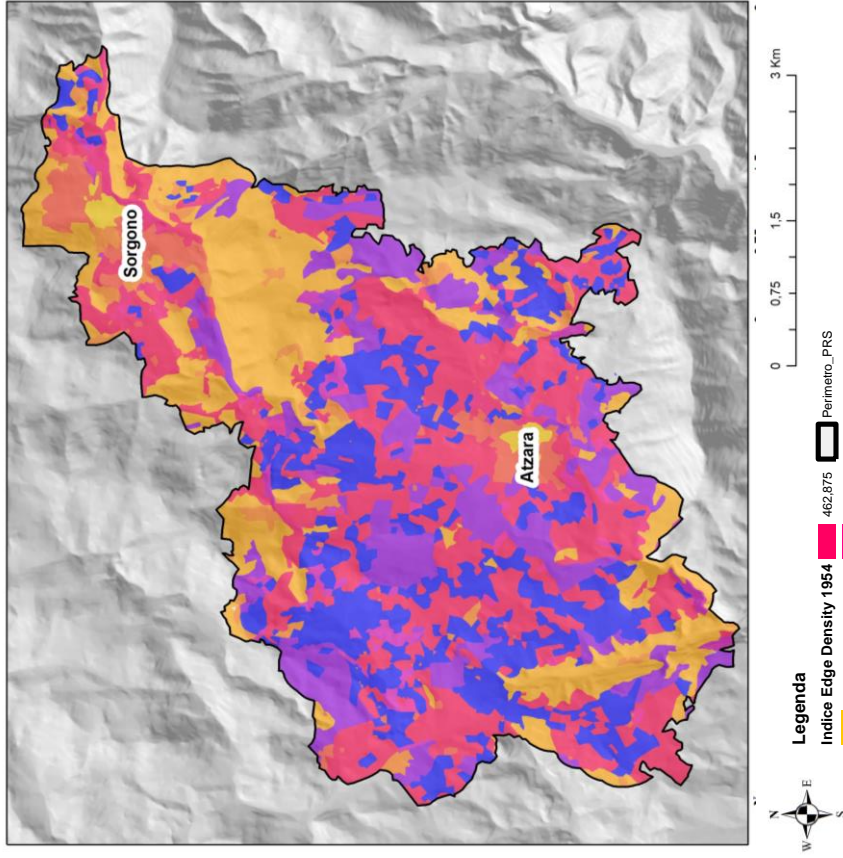 Sorgono
Atzara
0 0,75 1,5 3 Km
N
W E
S
Legenda
Indice Edge Density 1954
462,875
Perimetro_PRS